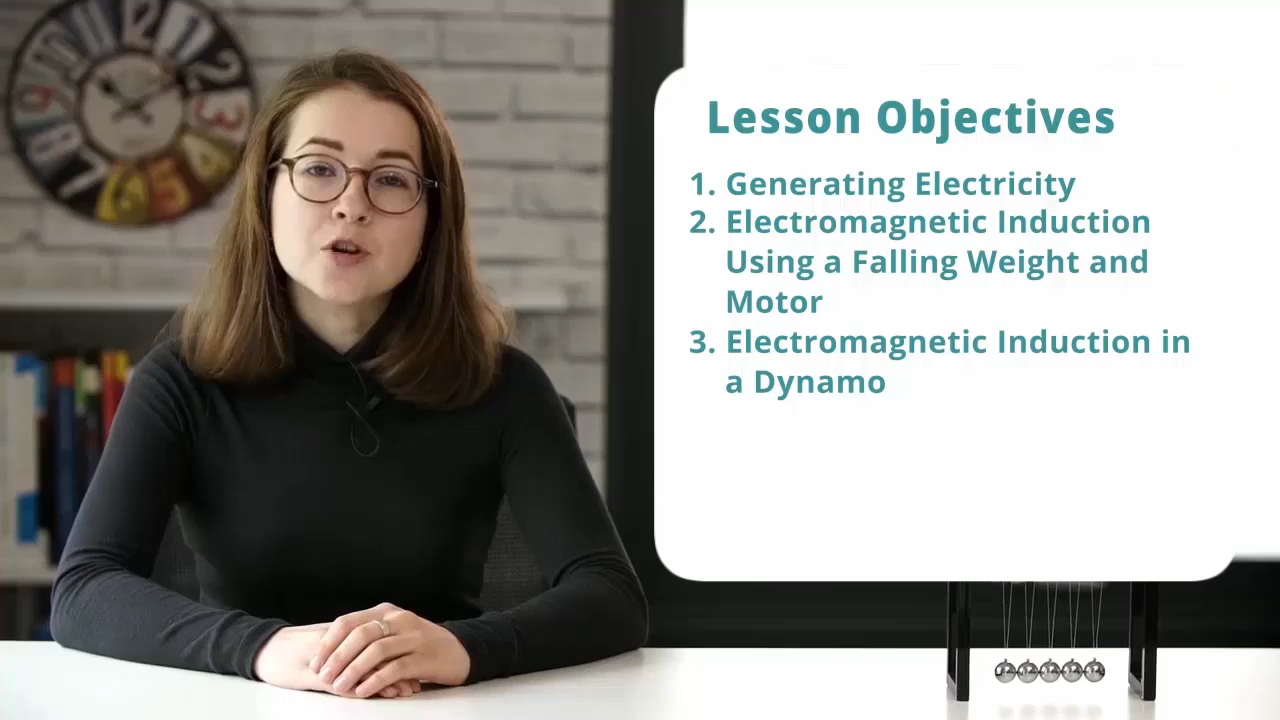 Lesson Objectives
1. Generating Electricity
2. Electromagnetic Induction
Using a Falling Weight and
Motor
3. Electromagnetic Induction in
a Dynamo